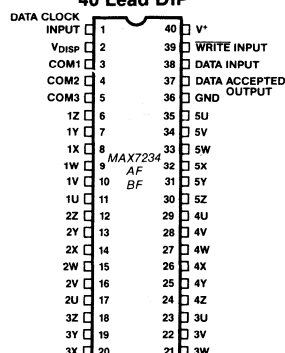 40 Lead DIP
DATA CLOCK
INPUT 1 40 V+
VDISP 2 39 WRITE INPUT
COM1 3 38 DATA INPUT
COM2 4 37 DATA ACCEPTED
OUTPUT
COM3 5 36 GND
1Z 6 35 5U
1Y 7 34 5V
1X 8 33 5W
MAX7234
1W 9 32 5X
AF
1V 10 31 5Y
BF
1U 11 30 5Z
2Z 12 29 4U
2Y 13 28 4V
2X 14 27 4W
2W 15 26 4X
2V 16 25 4Y
2U 17 24 4Z
3Z 18 23 3U
3Y 19 22 3V
3X 20 21 3W